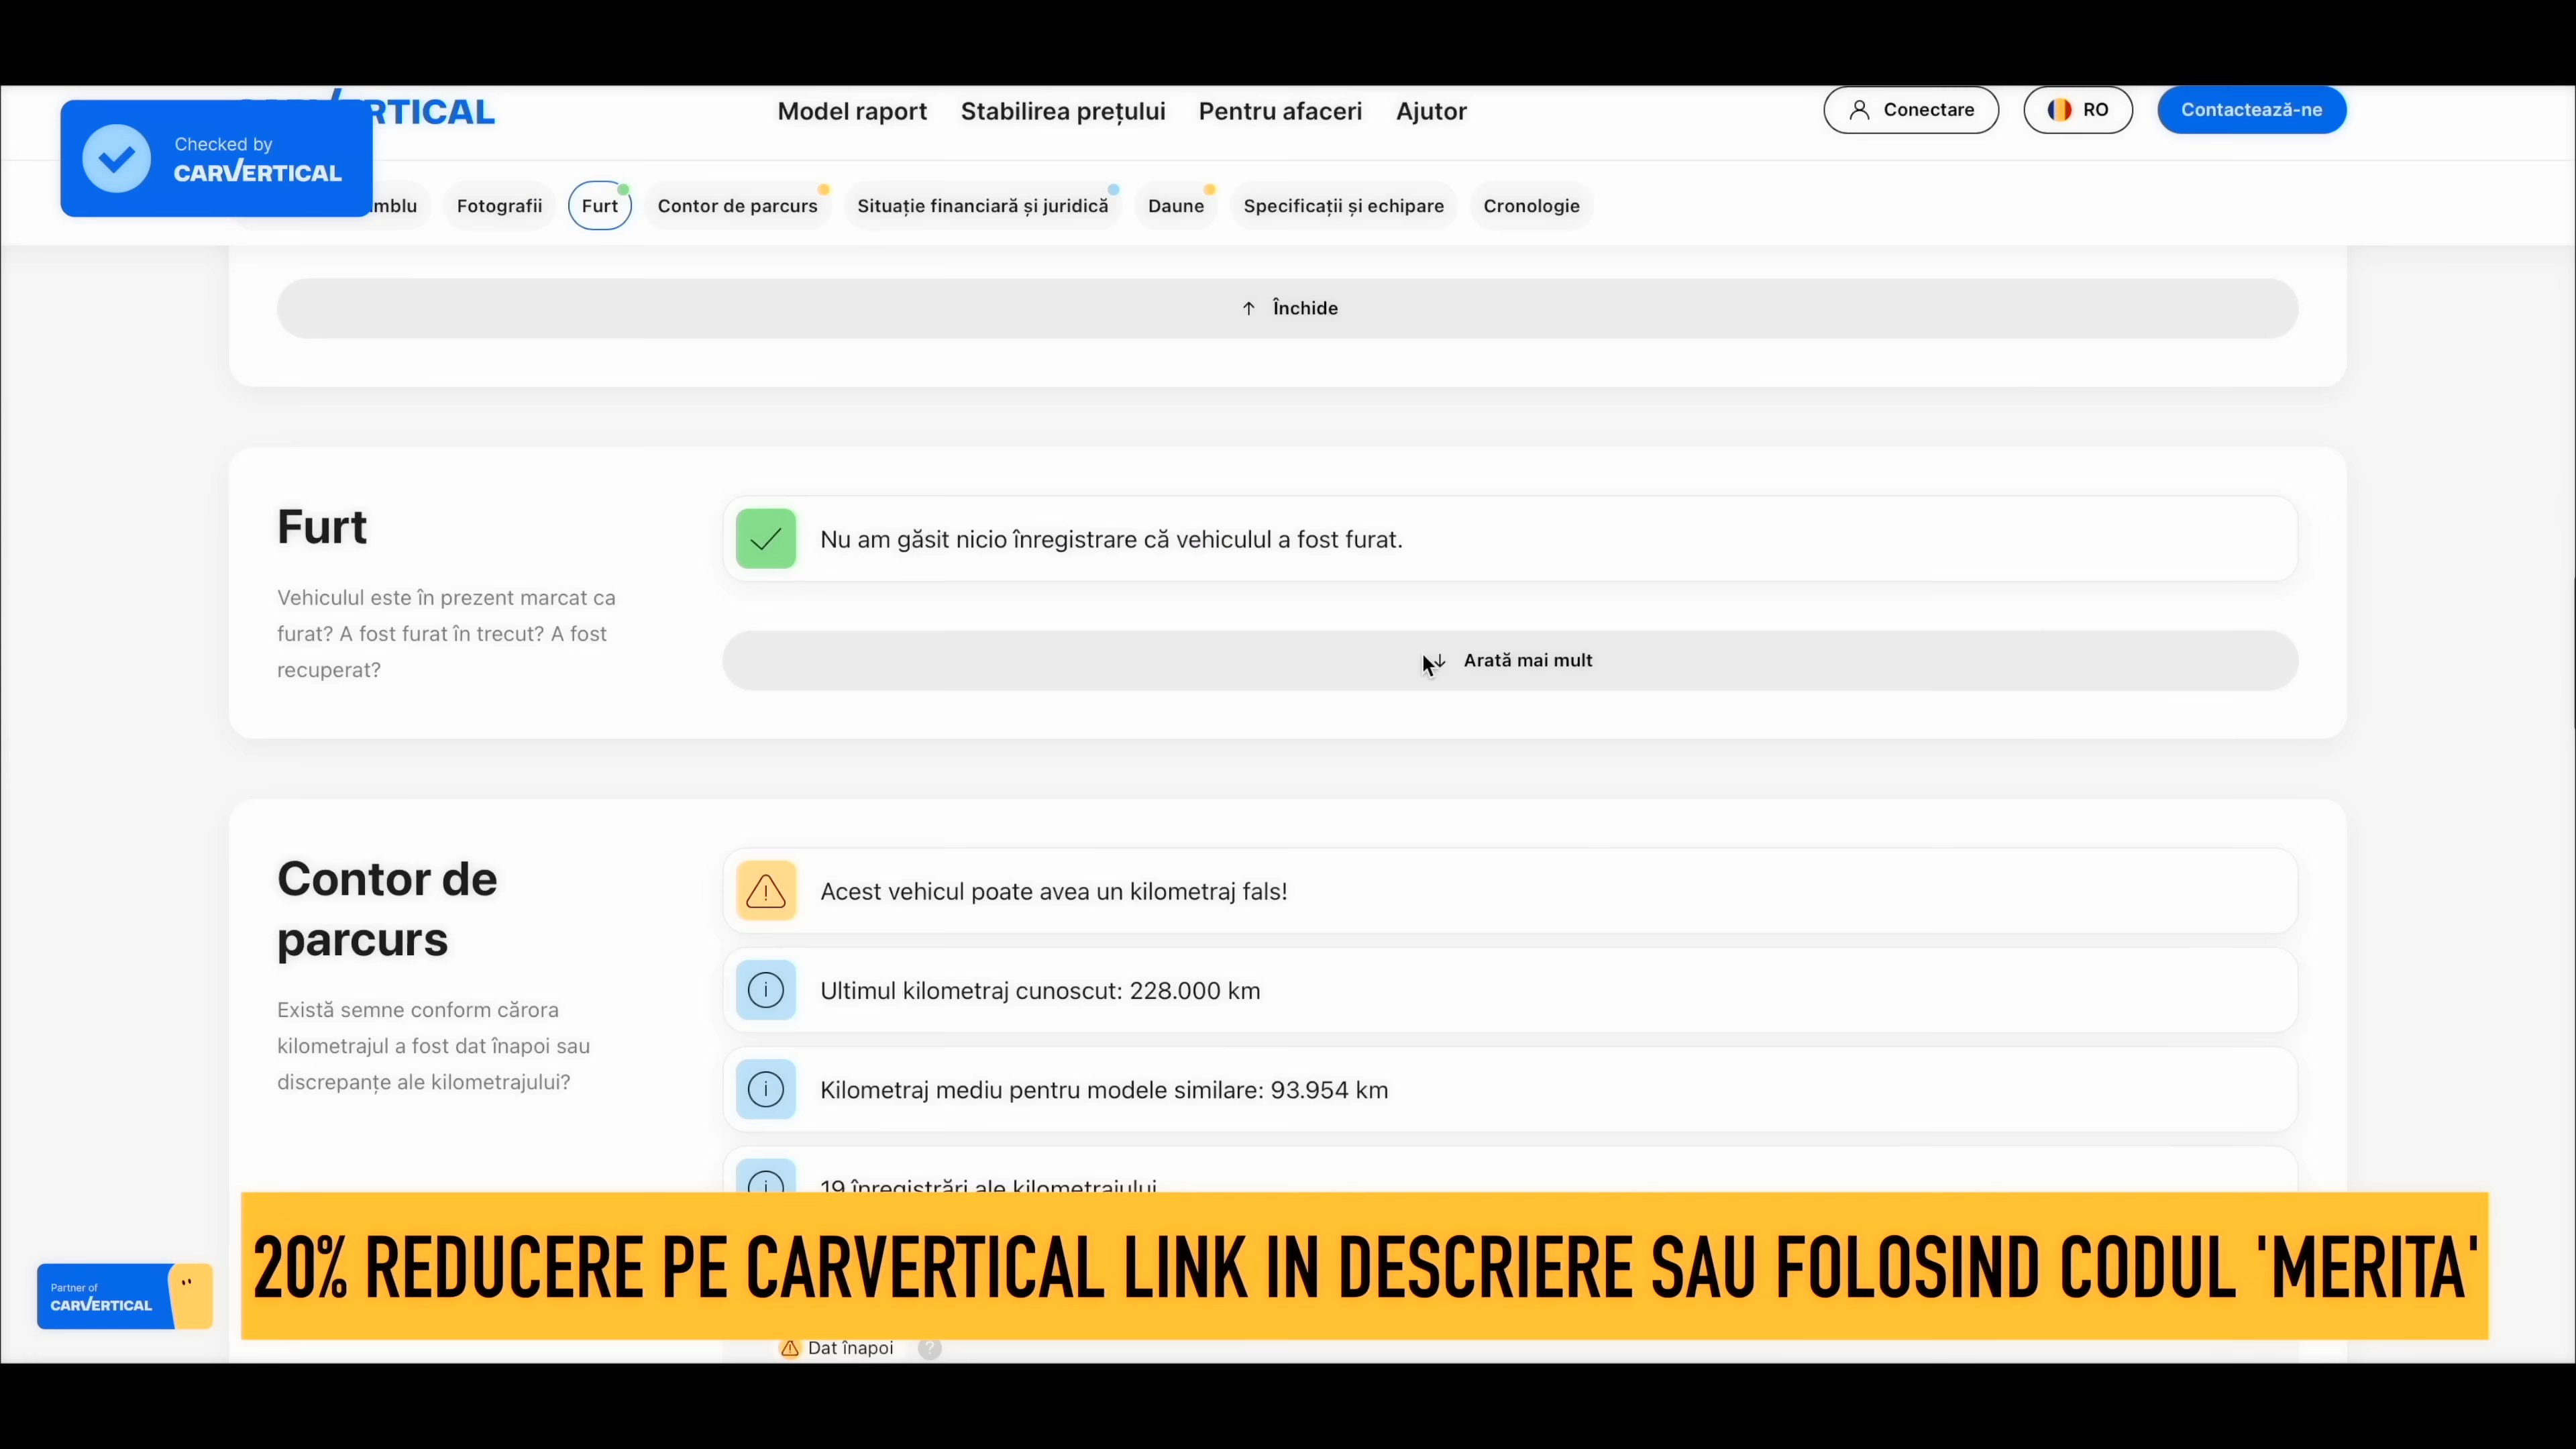 RTICAL
Model raport
Stabilirea prețului
Pentru afaceri
Ajutor
Conectare
RO
Contactează-ne
Checked by
CARVERTICAL
mblu
Fotografii
Furt
Contor de parcurs
Situație financiară și juridică
Daune
Specificații și echipare
Cronologie
Închide
Furt
Vehiculul este în prezent marcat ca
furat? A fost furat în trecut? A fost
recuperat?
Nu am găsit nicio înregistrare că vehiculul a fost furat.
Arată mai mult
Contor de
parcurs
Există semne conform cărora
kilometrajul a fost dat înapoi sau
discrepanțe ale kilometrajului?
Acest vehicul poate avea un kilometraj fals!
Ultimul kilometraj cunoscut: 228.000 km
Kilometraj mediu pentru modele similare: 93.954 km
19 înregistrări ale kilometrajului
20% REDUCERE PE CARVERTICAL LINK IN DESCRIERE SAU FOLOSIND CODUL 'MERITA'
Partner of
CARVERTICAL
Dat înapoi
?